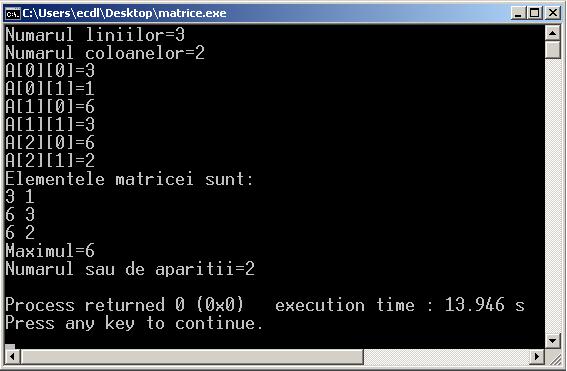 C:\Users\ecdl\Desktop\matrice.exe
Numarul liniilor=3
Numarul coloanelor=2
A[0][0]=3
A[0][1]=1
A[1][0]=6
A[1][1]=3
A[2][0]=6
A[2][1]=2
Elementele matricei sunt:
3 1
6 3
6 2
Maximul=6
Numarul sau de aparitii=2
Process returned 0 (0x0)   execution time : 13.946 s
Press any key to continue.